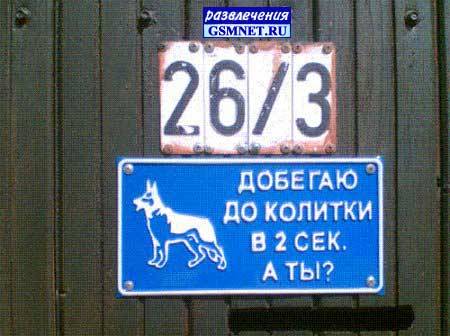 развлечения
GSMNET.RU
26/3
ДОБЕГАЮ
ДО КОЛИТКИ
В 2 СЕК.
А ТЫ?